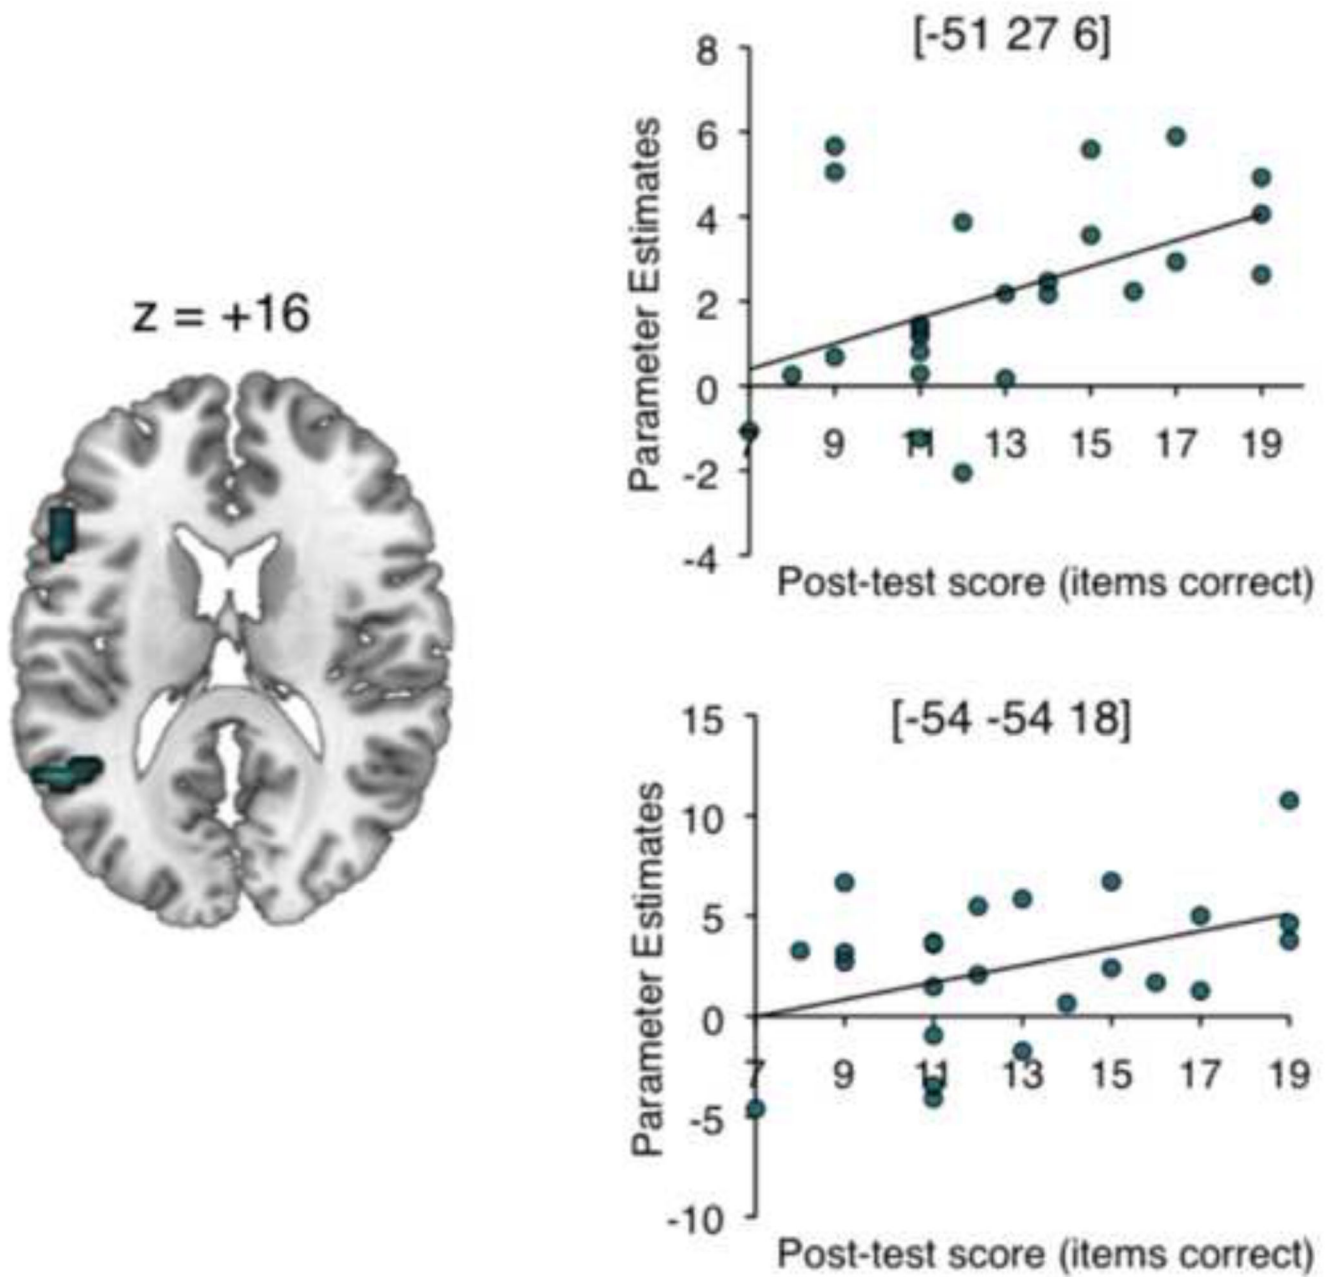 z = +16
[-51 27 6]
Parameter Estimates
8
6
4
2
0
-2
-4
7 9 11 13 15 17 19
Post-test score (items correct)
[-54 -54 18]
Parameter Estimates
15
10
5
0
-5
-10
7 9 11 13 15 17 19
Post-test score (items correct)